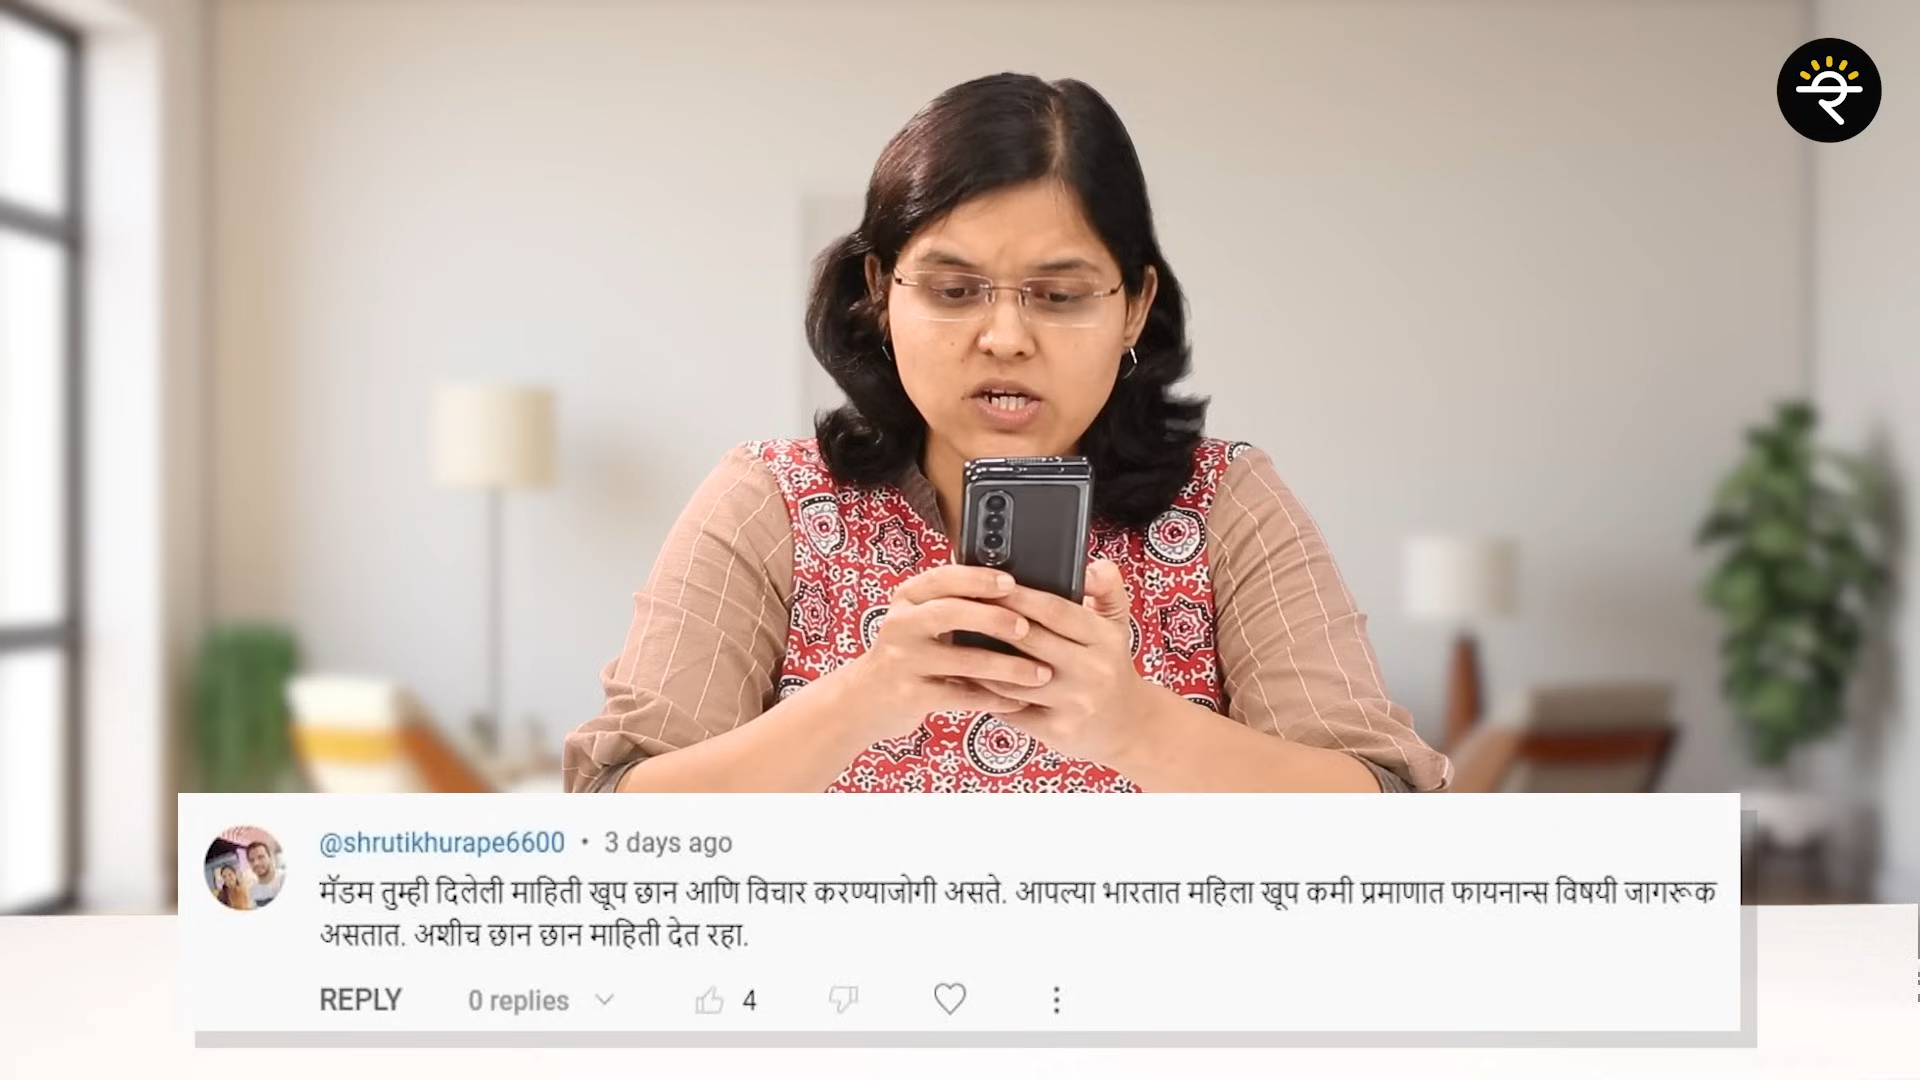 @shrutikhurape6600 • 3 days ago
मॅडम तुम्ही दिलेली माहिती खूप छान आणि विचार करण्याजोगी असते. आपल्या भारतात महिला खूप कमी प्रमाणात फायनान्स विषयी जागरूक
असतात. अशीच छान छान माहिती देत रहा.
REPLY 0 replies 4